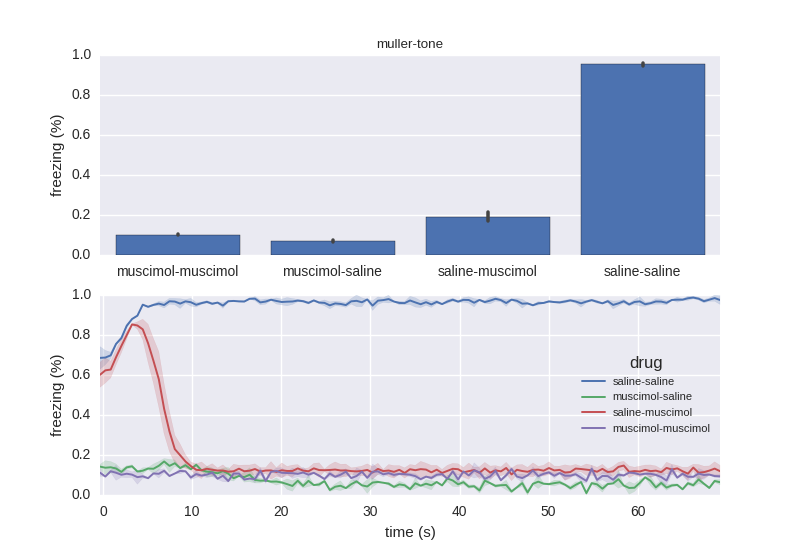 muller-tone
1.0
0.8
0.6
0.4
0.2
0.0
freezing (%)
muscimol-muscimol muscimol-saline saline-muscimol saline-saline
1.0
0.8
0.6
0.4
0.2
0.0
freezing (%)
drug
saline-saline
muscimol-saline
saline-muscimol
muscimol-muscimol
0 10 20 30 40 50 60
time (s)